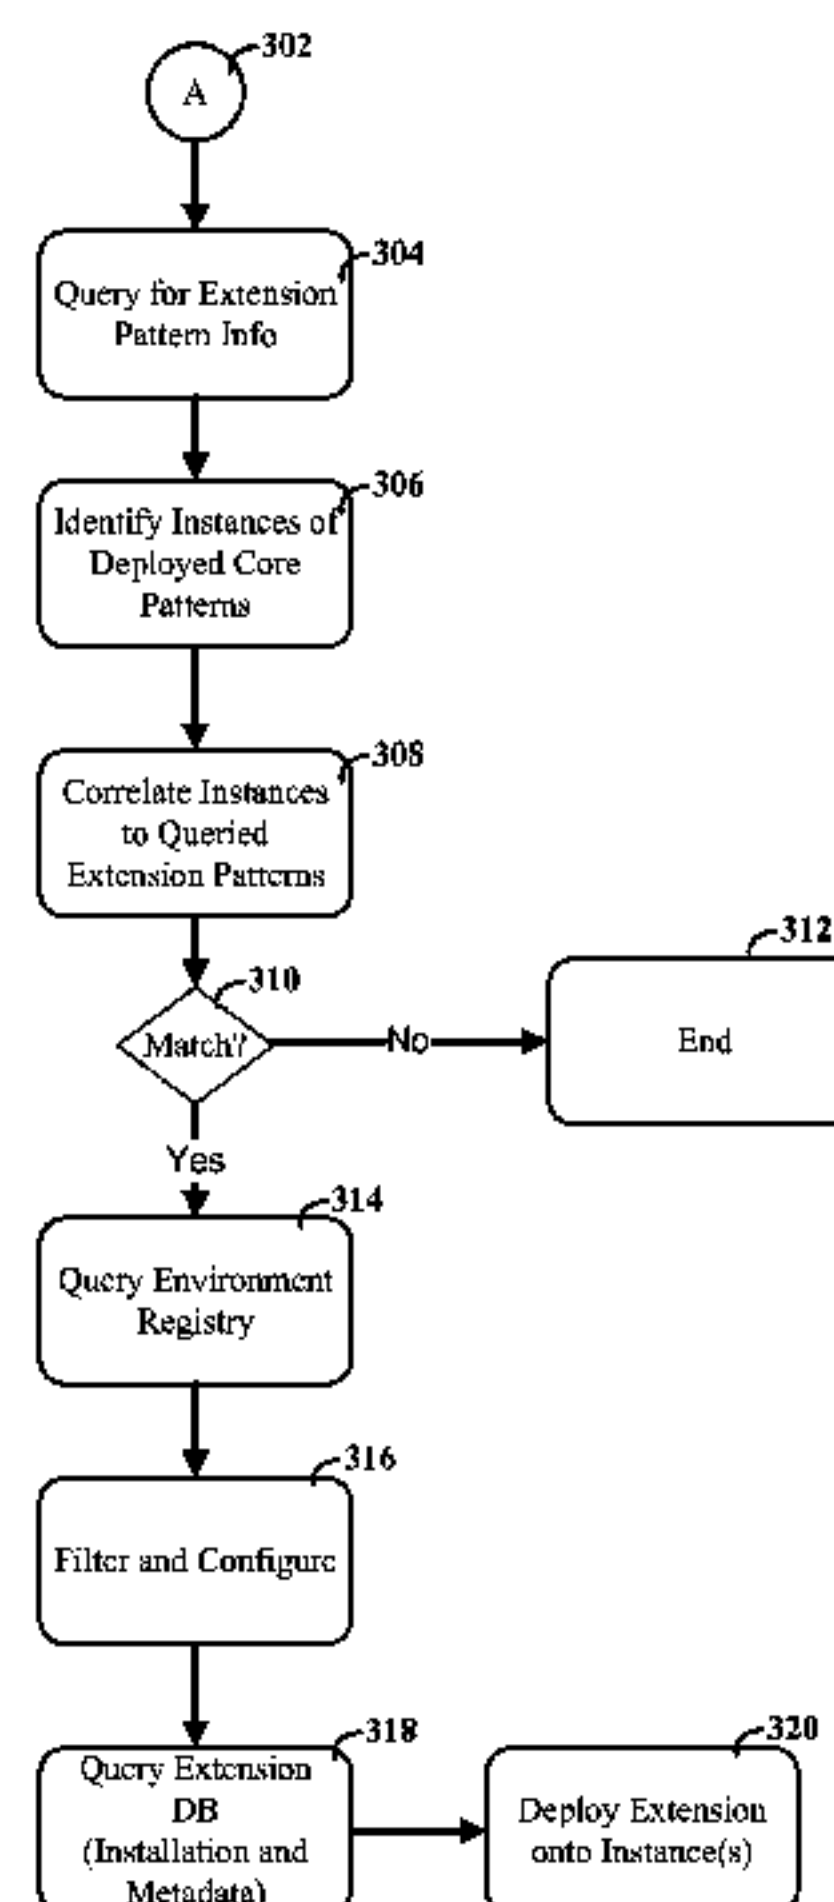 302
A
304
Query for Extension
Pattern Info
306
Identify Instances of
Deployed Core
Patterns
308
Correlate Instances
to Queried
Extension Patterns
310
Match?
No
312
End
Yes
314
Query Environment
Registry
316
Filter and Configure
318
Query Extension
DB
(Installation and
Metadata)
320
Deploy Extension
onto Instance(s)